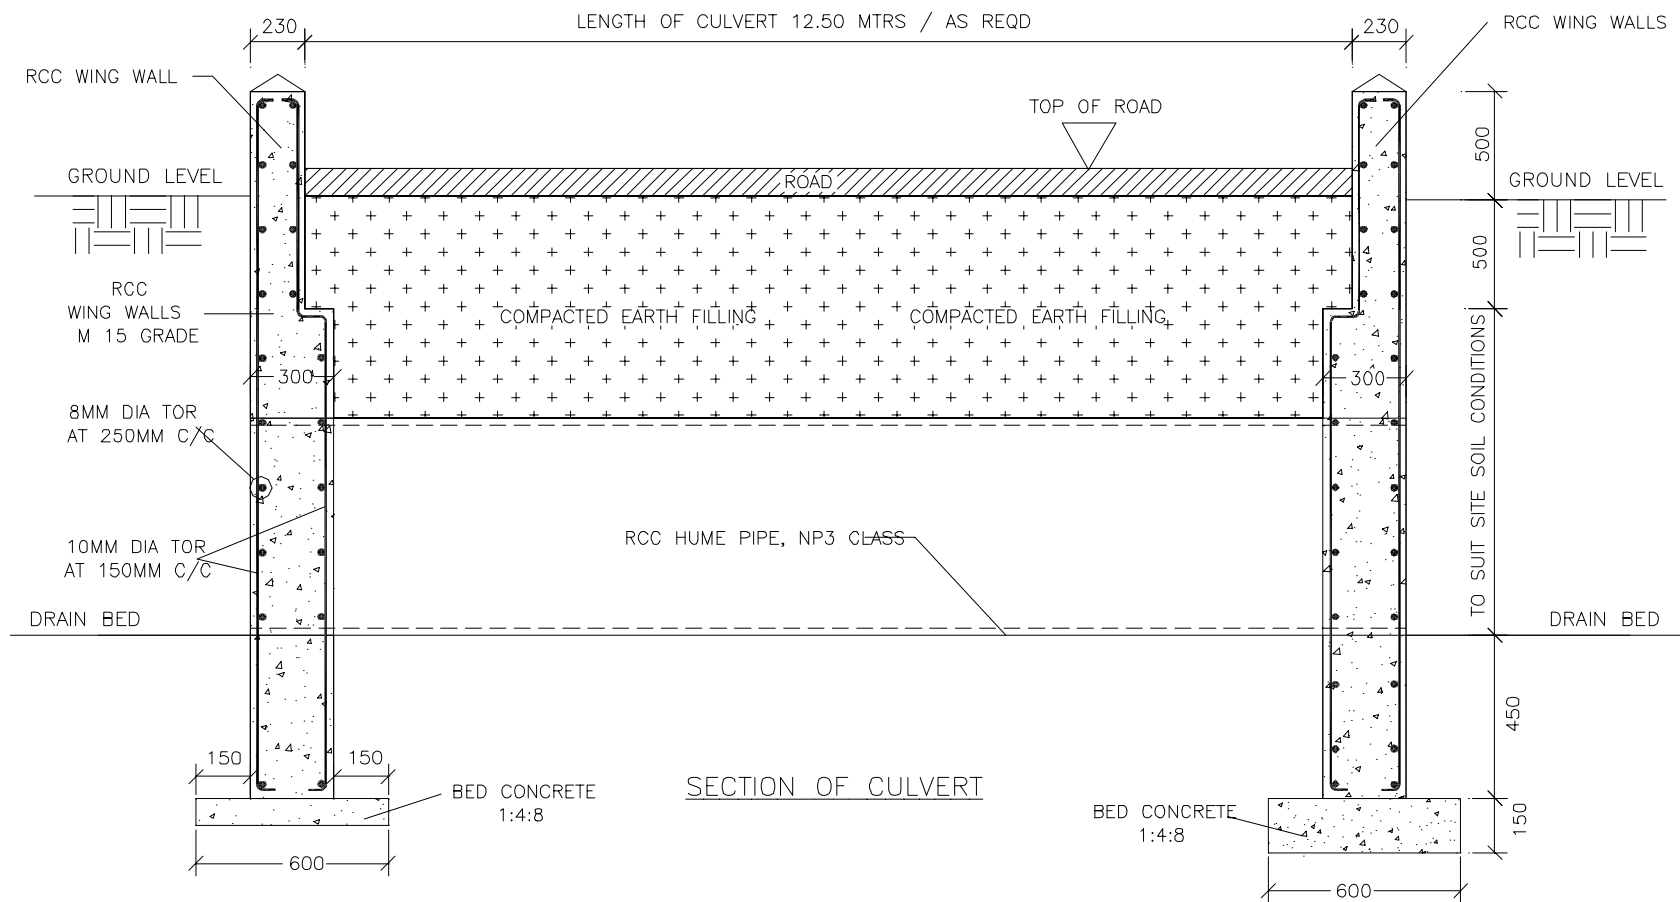 LENGTH OF CULVERT 12.50 MTRS / AS REQD
230
230
RCC WING WALLS
RCC WING WALL
TOP OF ROAD
500
GROUND LEVEL
ROAD
GROUND LEVEL
500
RCC
WING WALLS
M 15 GRADE
COMPACTED EARTH FILLING
COMPACTED EARTH FILLING
300
300
TO SUIT SITE SOIL CONDITIONS
8MM DIA TOR
AT 250MM C/C
RCC HUME PIPE, NP3 CLASS
10MM DIA TOR
AT 150MM C/C
DRAIN BED
DRAIN BED
450
150
150
SECTION OF CULVERT
BED CONCRETE
1:4:8
BED CONCRETE
1:4:8
150
600
600